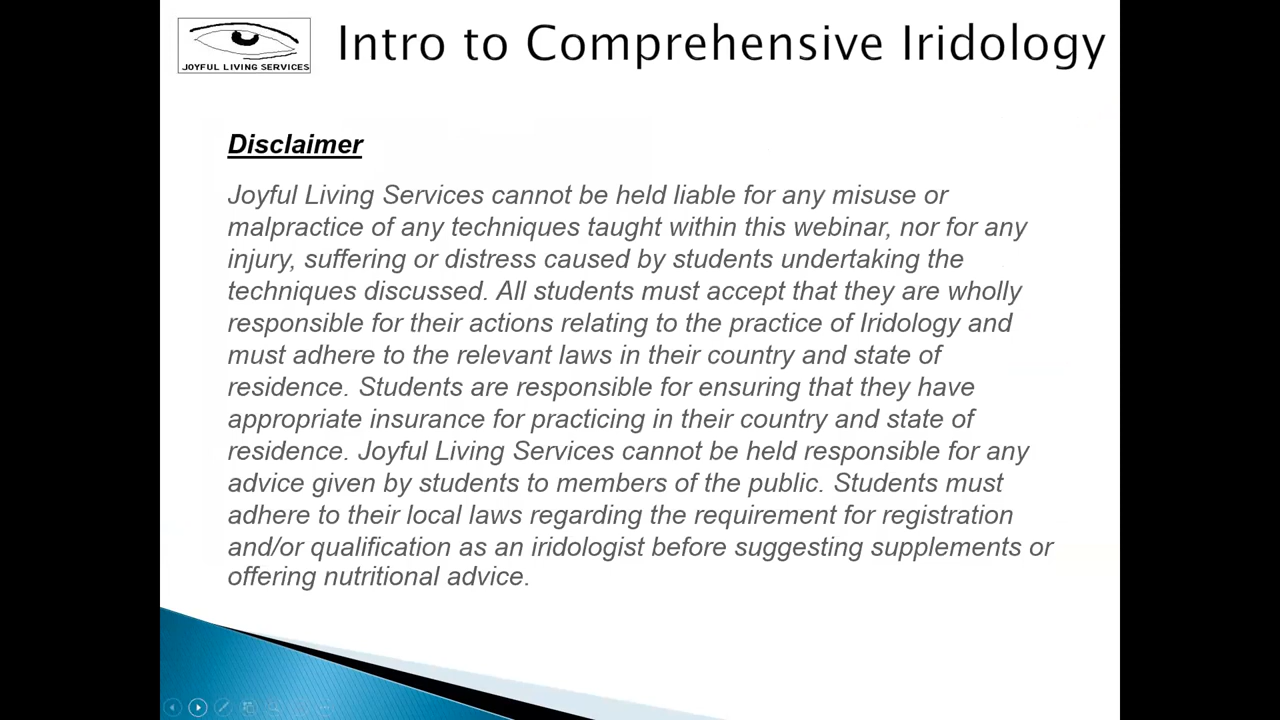 JOYFUL LIVING SERVICES
Intro to Comprehensive Iridology
Disclaimer
Joyful Living Services cannot be held liable for any misuse or
malpractice of any techniques taught within this webinar, nor for any
injury, suffering or distress caused by students undertaking the
techniques discussed. All students must accept that they are wholly
responsible for their actions relating to the practice of Iridology and
must adhere to the relevant laws in their country and state of
residence. Students are responsible for ensuring that they have
appropriate insurance for practicing in their country and state of
residence. Joyful Living Services cannot be held responsible for any
advice given by students to members of the public. Students must
adhere to their local laws regarding the requirement for registration
and/or qualification as an iridologist before suggesting supplements or
offering nutritional advice.